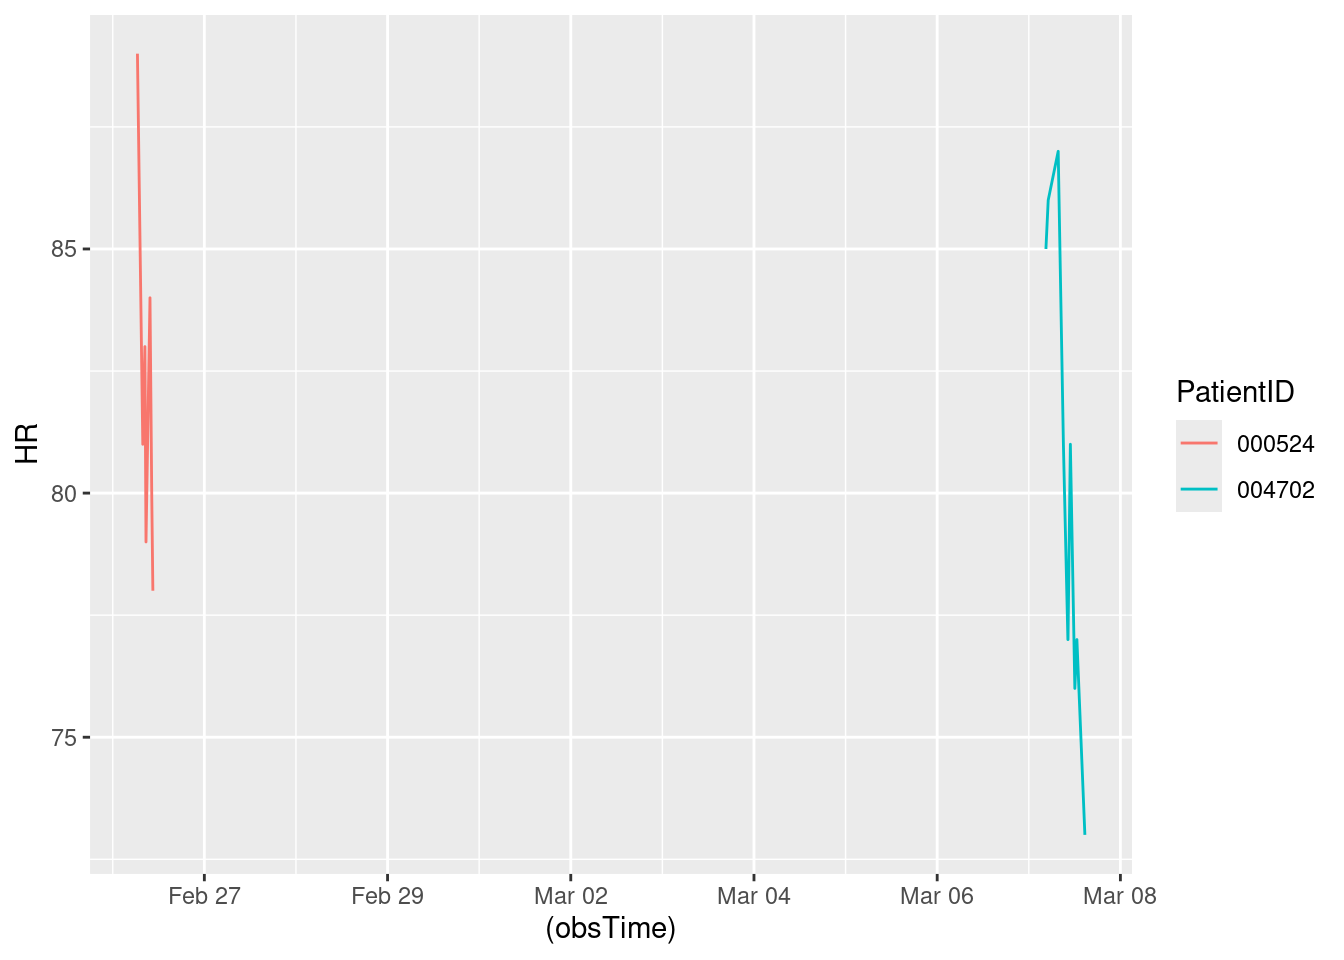 HR
85
80
75
Feb 27
Feb 29
Mar 02
Mar 04
Mar 06
Mar 08
(obsTime)
PatientID
000524
004702